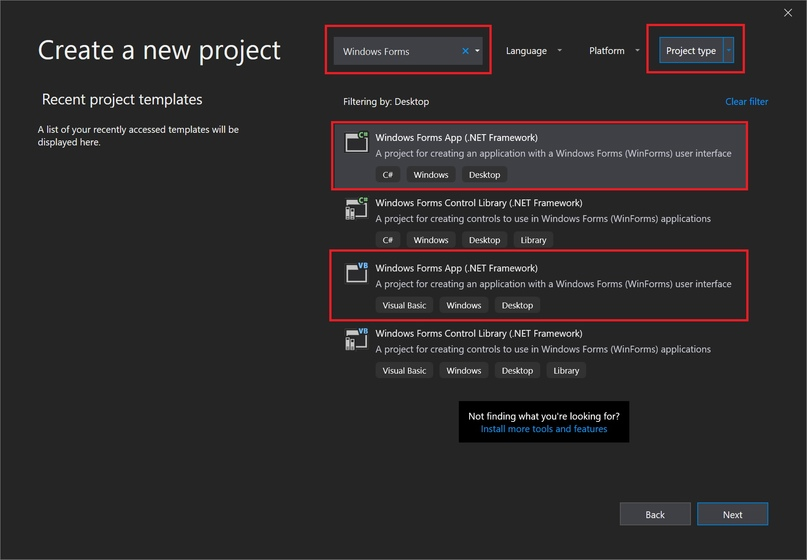 Create a new project
Windows Forms
Language
Platform
Project type
Recent project templates
A list of your recently accessed templates will be
displayed here.
Filtering by: Desktop
Clear filter
C#
Windows Forms App (.NET Framework)
A project for creating an application with a Windows Forms (WinForms) user interface
C# Windows Desktop
C#
Windows Forms Control Library (.NET Framework)
A project for creating controls to use in Windows Forms (WinForms) applications
C# Windows Desktop Library
VB
Windows Forms App (.NET Framework)
A project for creating an application with a Windows Forms (WinForms) user interface
Visual Basic Windows Desktop
VB
Windows Forms Control Library (.NET Framework)
A project for creating controls to use in Windows Forms (WinForms) applications
Visual Basic Windows Desktop Library
Not finding what you're looking for?
Install more tools and features
Back
Next